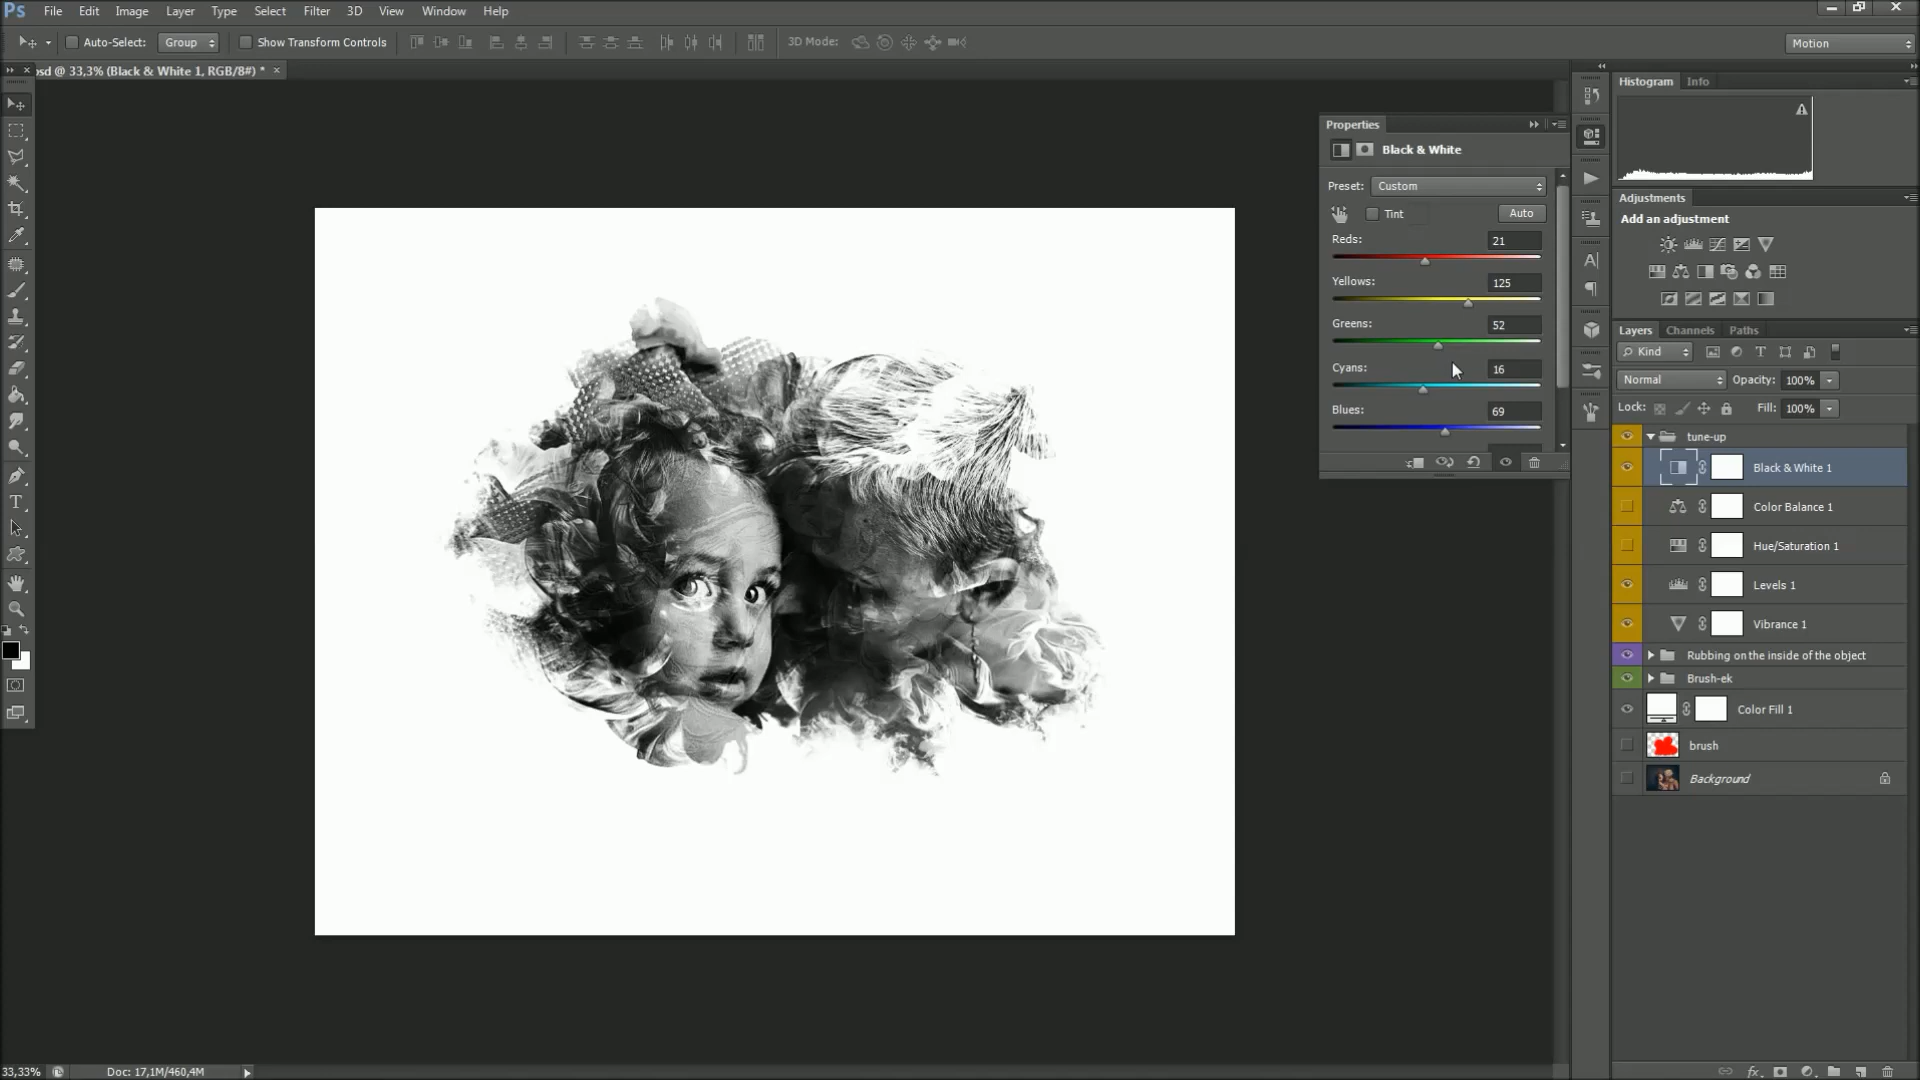 Ps File Edit Image Layer Type Select Filter 3D View Window Help
Auto-Select: Group Show Transform Controls 3D Mode: Motion
psd @ 33,3% (Black & White 1, RGB/8#) * ×
Histogram Info
Properties
Black & White
Preset: Custom
Tint Auto
Reds: 21
Yellows: 125
Greens: 52
Cyans: 16
Blues: 69
Adjustments
Add an adjustment
Layers Channels Paths
Kind
Normal Opacity: 100%
Lock: Fill: 100%
tune-up
Black & White 1
Color Balance 1
Hue/Saturation 1
Levels 1
Vibrance 1
Rubbing on the inside of the object
Brush-ek
Color Fill 1
brush
Background
33,33% Doc: 17,1M/460,4M